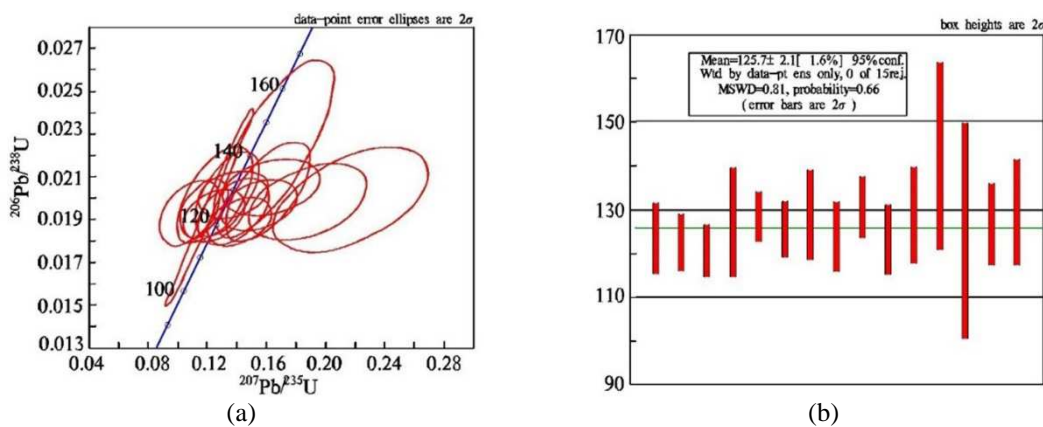 data-point error ellipses are 2σ
0.027
0.025
0.023
0.021
0.019
0.017
0.015
0.013
206Pb/238U
160
140
120
100
0.04
0.08
0.12
0.16
0.20
0.24
0.28
207Pb/235U
(a)
box heights are 2σ
170
150
130
110
90
Mean=125.7± 2.1[ 1.6%] 95%conf.
Wtd by data-pt ens only, 0 of 15rej.
MSWD=0.81, probability=0.66
(error bars are 2σ)
(b)